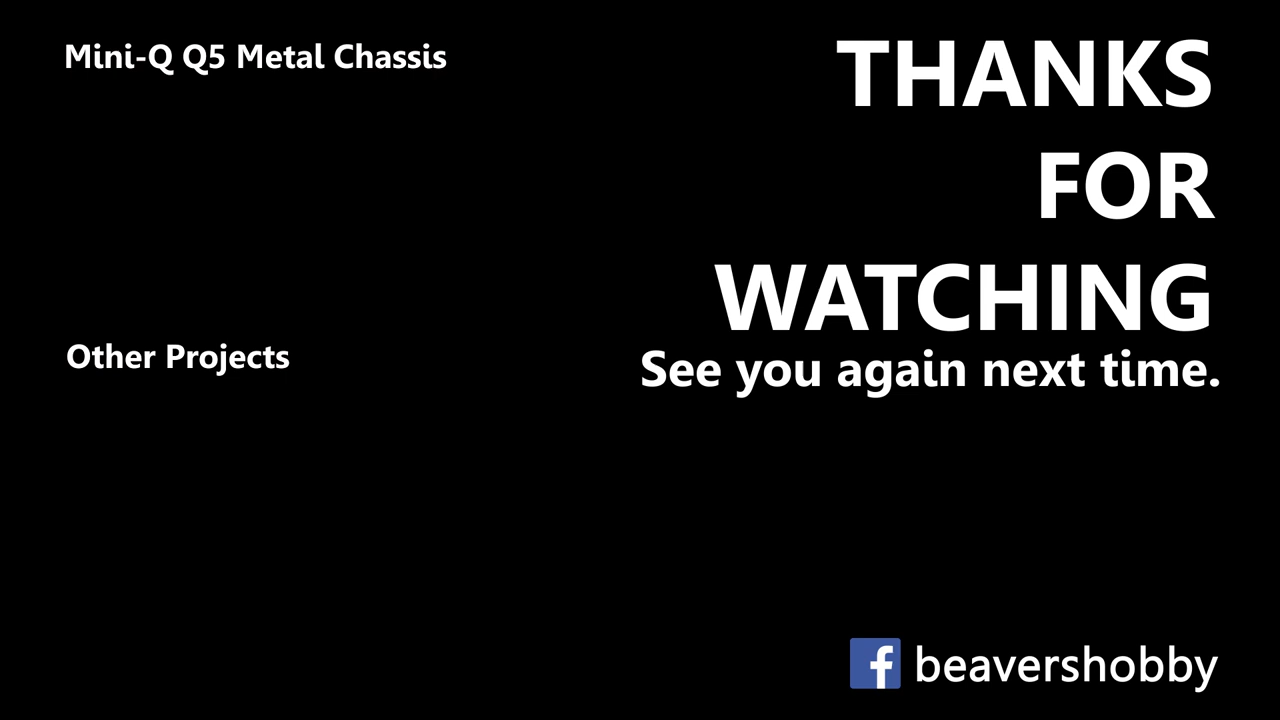 Mini-Q Q5 Metal Chassis
THANKS
FOR
WATCHING
Other Projects
See you again next time.
beavershobby